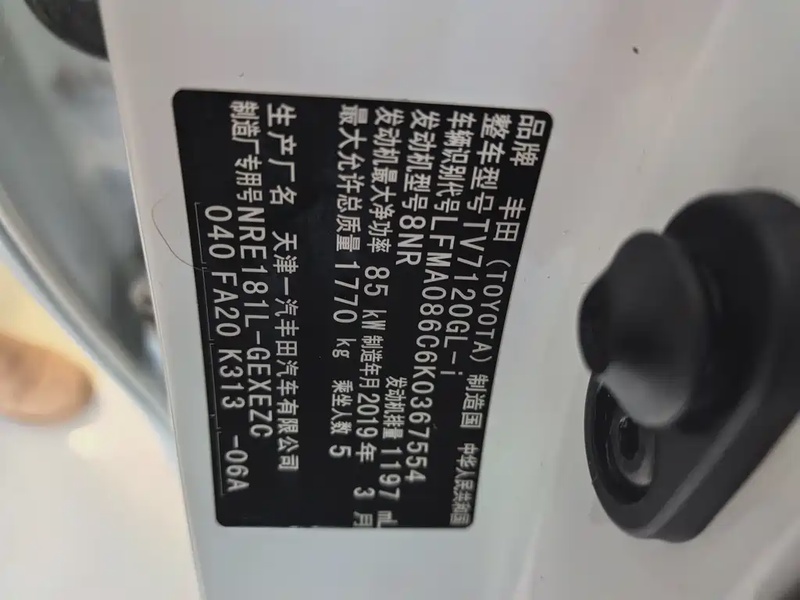 品牌 丰田 (TOYOTA) 制造国 中华人民共和国
整车型号 TV7120GL-i
车辆识别代号 LFMA086C6K0367554
发动机型号 8NR 发动机排量 1197 mL
发动机最大净功率 85 kW 制造年月 2019年 3月
最大允许总质量 1770 kg 乘坐人数 5
生产厂名 天津一汽丰田汽车有限公司
制造厂专用号 NRE181L-GEXEZC
040 FA20 K313 -06A